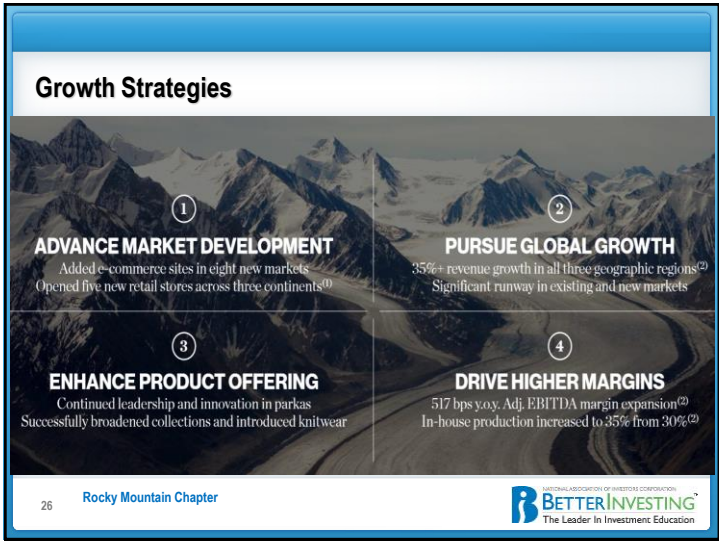 Growth Strategies
1
ADVANCE MARKET DEVELOPMENT
Added e-commerce sites in eight new markets
Opened five new retail stores across three continents(1)
2
PURSUE GLOBAL GROWTH
35%+ revenue growth in all three geographic regions(2)
Significant runway in existing and new markets
3
ENHANCE PRODUCT OFFERING
Continued leadership and innovation in parkas
Successfully broadened collections and introduced knitwear
4
DRIVE HIGHER MARGINS
517 bps y.o.y. Adj. EBITDA margin expansion(2)
In-house production increased to 35% from 30%(2)
26
Rocky Mountain Chapter
NATIONAL ASSOCIATION OF INVESTORS CORPORATION
BETTERINVESTING™
The Leader In Investment Education